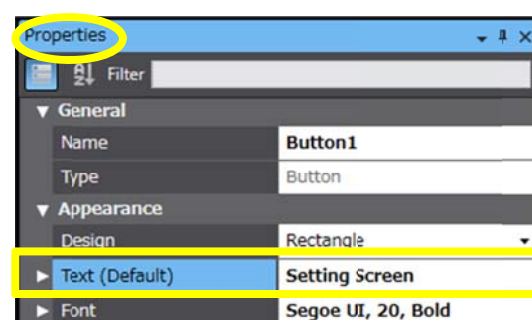 Properties
Filter
General
Name Button1
Type Button
Appearance
Design Rectangle
Text (Default) Setting Screen
Font Segoe UI, 20, Bold